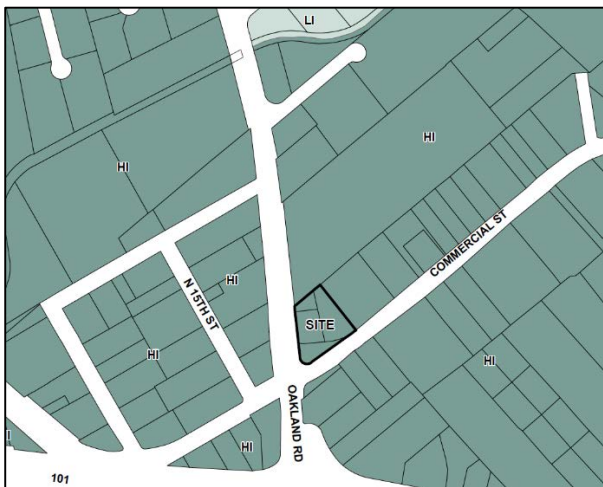 LI
HI
HI
COMMERCIAL ST
N 15TH ST
HI
SITE
HI
HI
OAKLAND RD
HI
I
101